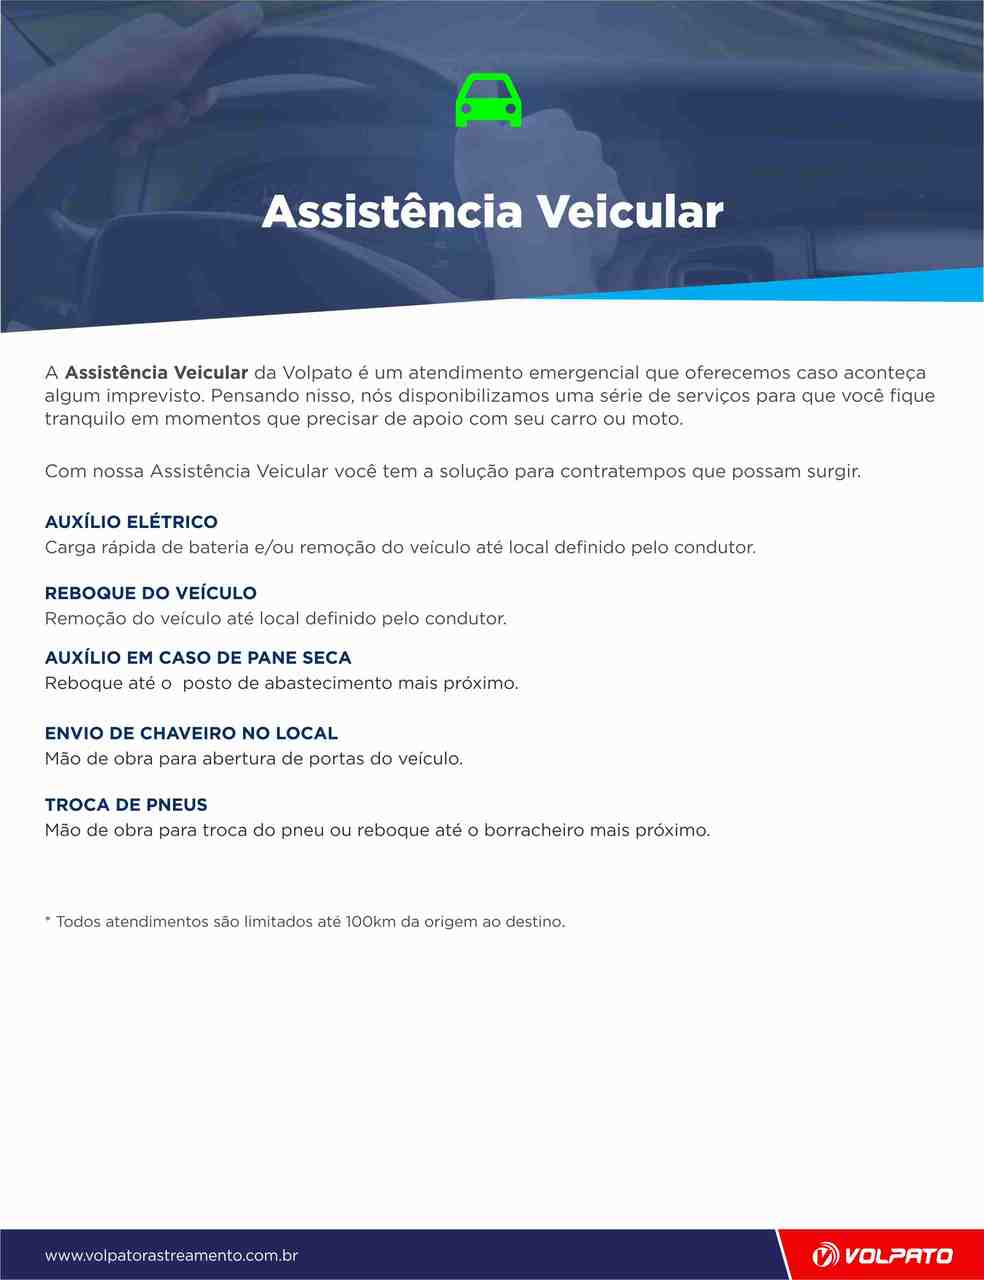 Assistência Veicular
A Assistência Veicular da Volpato é um atendimento emergencial que oferecemos caso aconteça
algum imprevisto. Pensando nisso, nós disponibilizamos uma série de serviços para que você fique
tranquilo em momentos que precisar de apoio com seu carro ou moto.
Com nossa Assistência Veicular você tem a solução para contratempos que possam surgir.
AUXÍLIO ELÉTRICO
Carga rápida de bateria e/ou remoção do veículo até local definido pelo condutor.
REBOQUE DO VEÍCULO
Remoção do veículo até local definido pelo condutor.
AUXÍLIO EM CASO DE PANE SECA
Reboque até o  posto de abastecimento mais próximo.
ENVIO DE CHAVEIRO NO LOCAL
Mão de obra para abertura de portas do veículo.
TROCA DE PNEUS
Mão de obra para troca do pneu ou reboque até o borracheiro mais próximo.
* Todos atendimentos são limitados até 100km da origem ao destino.
www.volpatorastreamento.com.br
VOLPATO